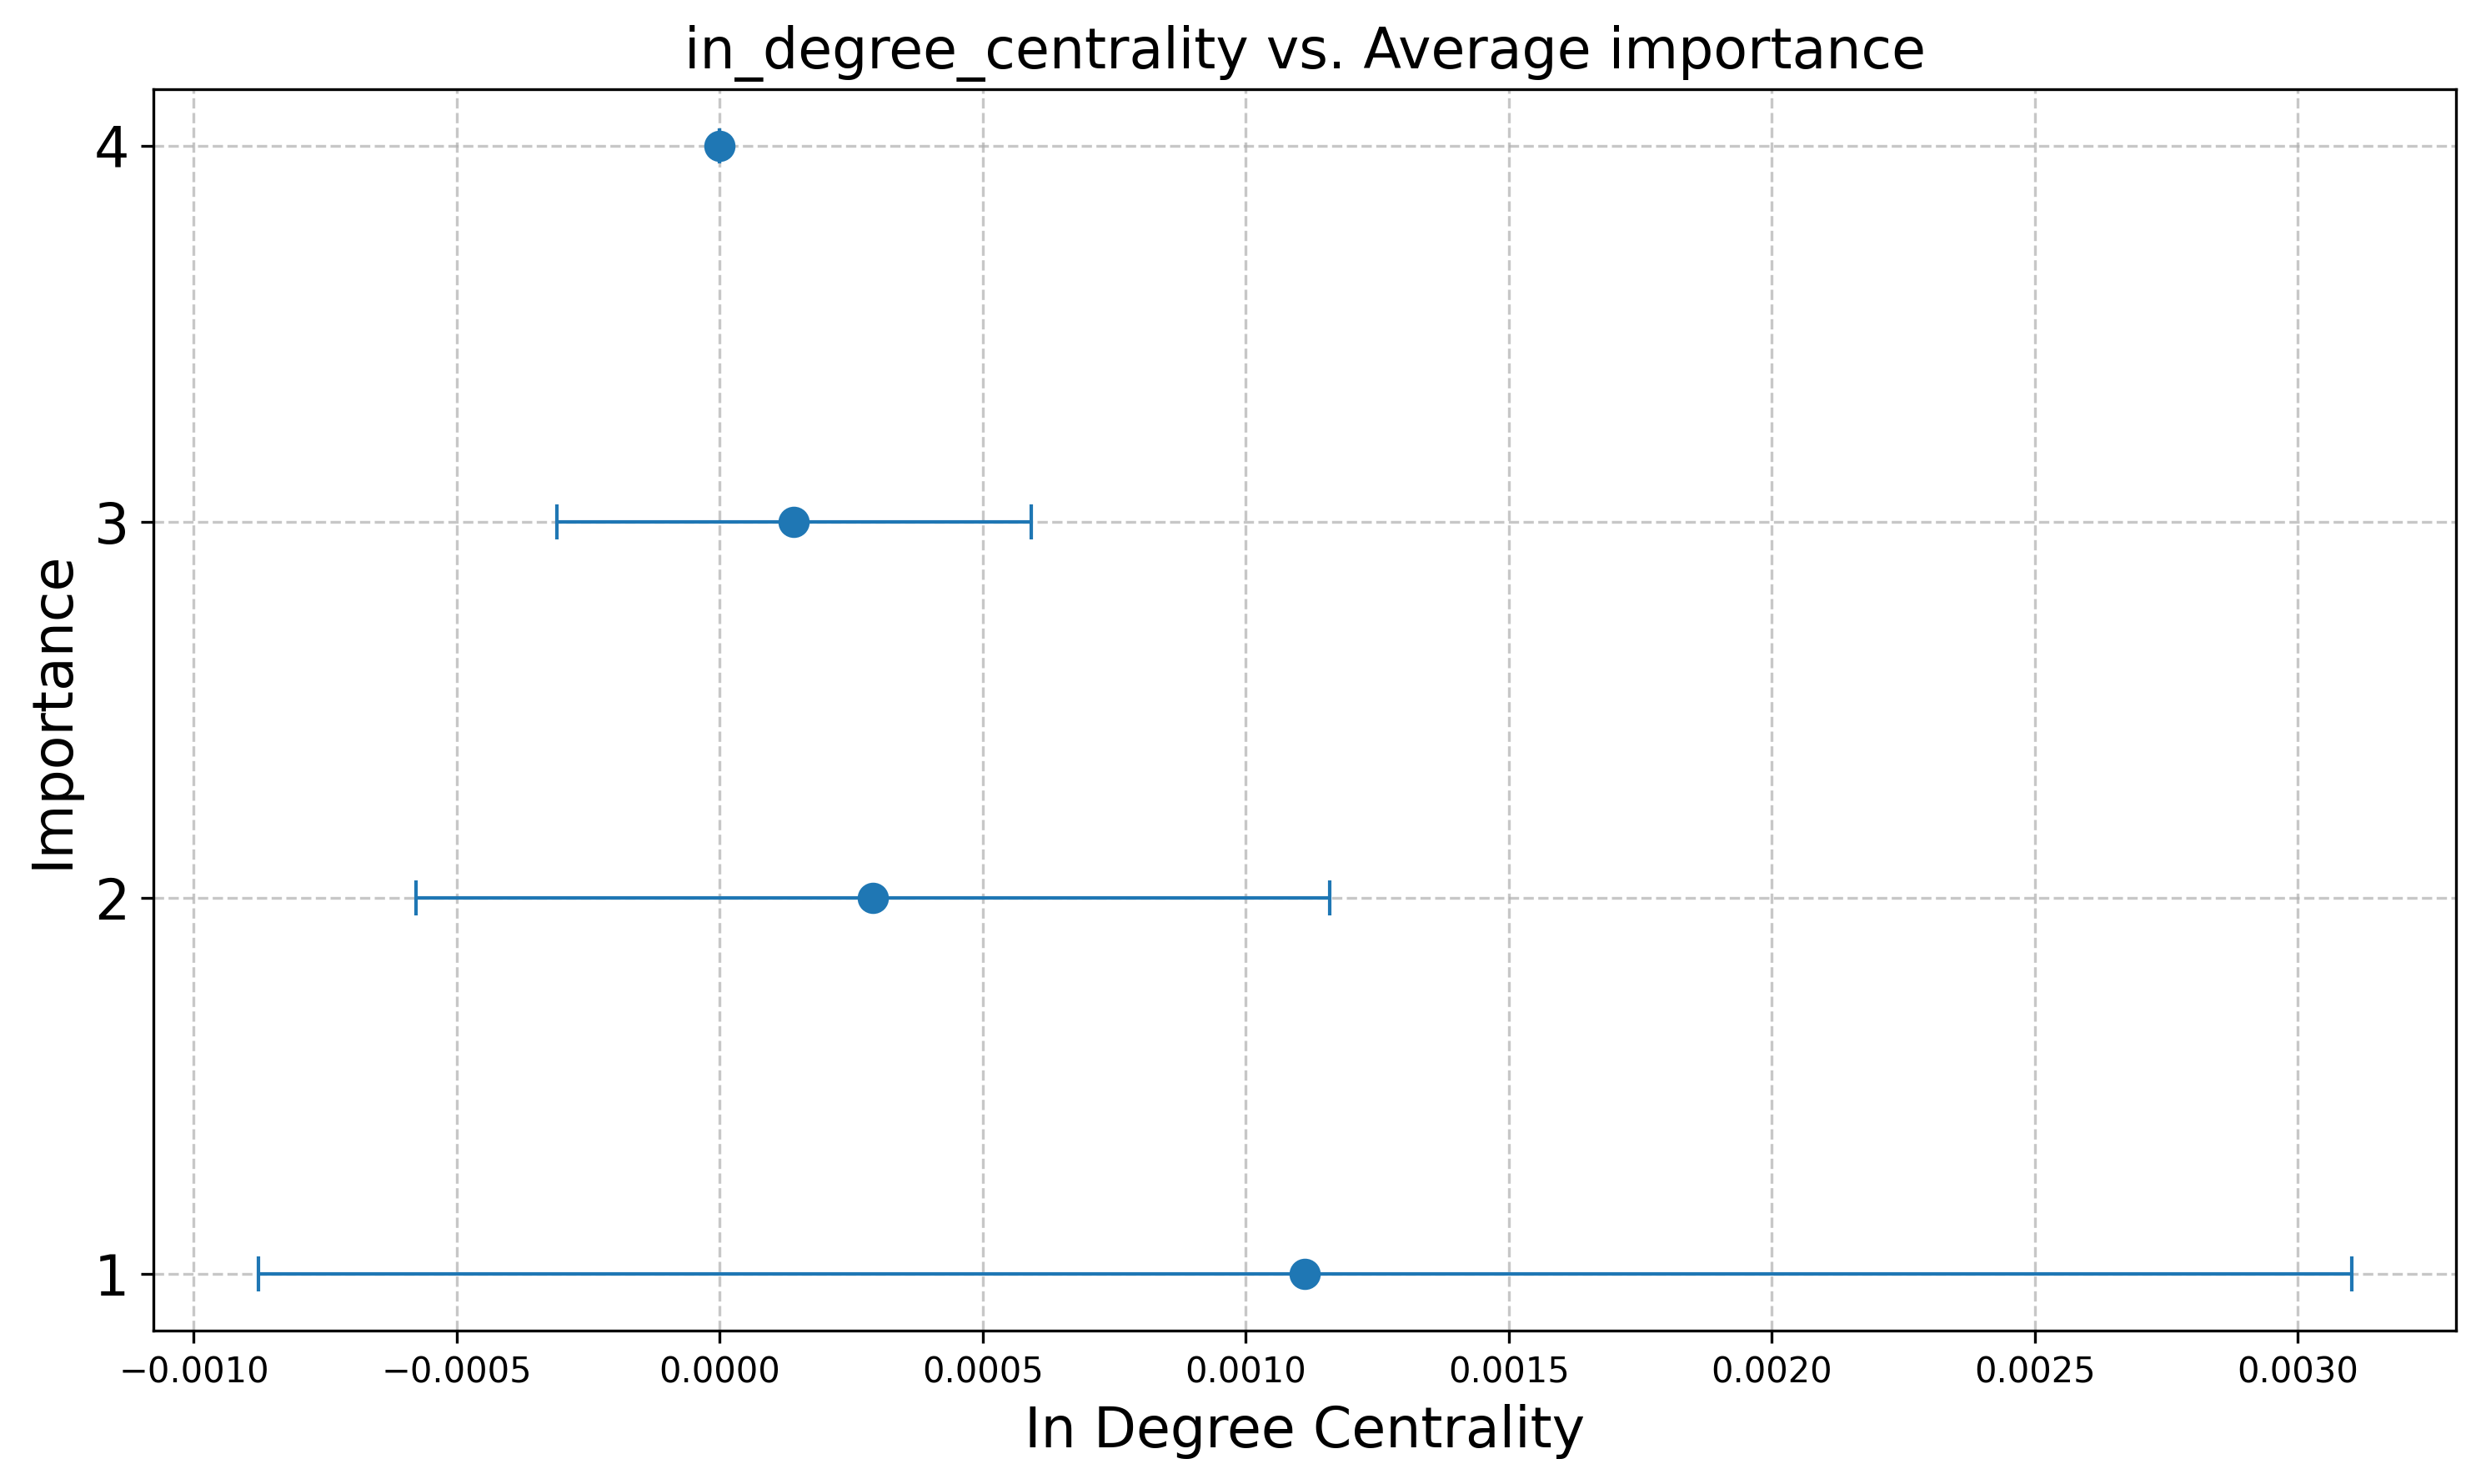 in_degree_centrality vs. Average importance
4
3
2
1
Importance
−0.0010 −0.0005 0.0000 0.0005 0.0010 0.0015 0.0020 0.0025 0.0030
In Degree Centrality